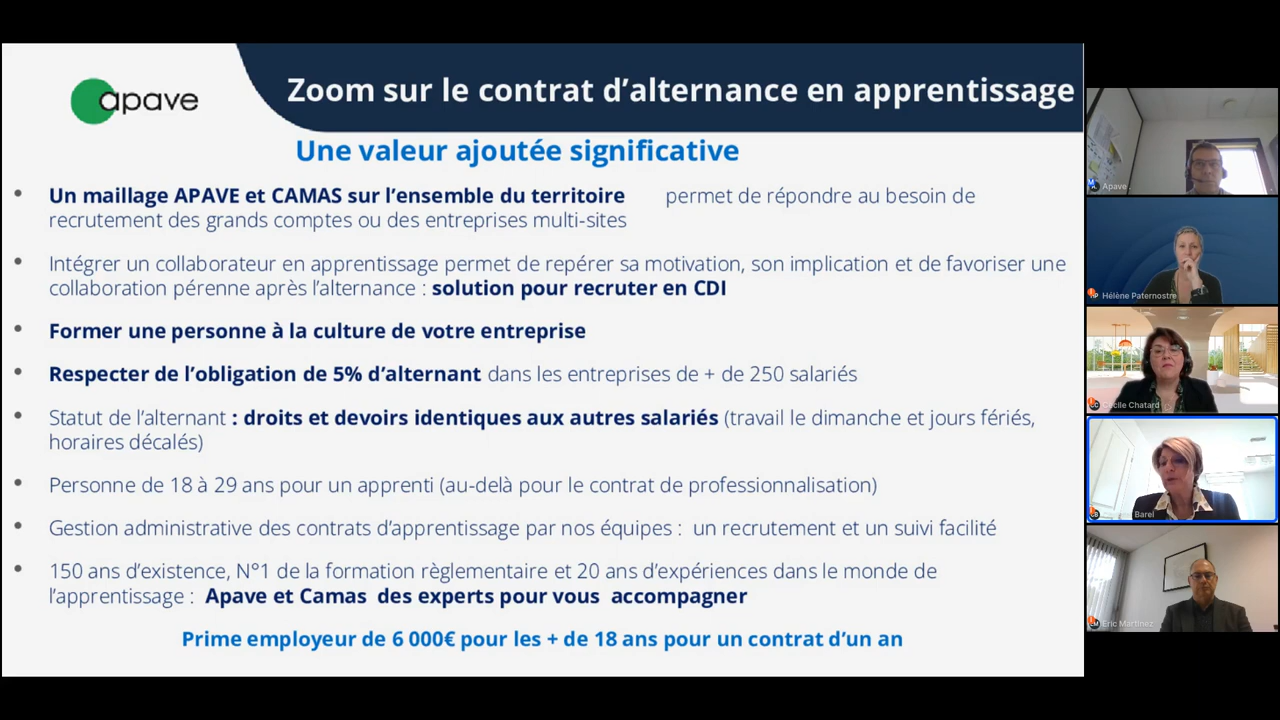 apave
Zoom sur le contrat d’alternance en apprentissage
Une valeur ajoutée significative
• Un maillage APAVE et CAMAS sur l’ensemble du territoire permet de répondre au besoin de
recrutement des grands comptes ou des entreprises multi-sites
• Intégrer un collaborateur en apprentissage permet de repérer sa motivation, son implication et de favoriser une
collaboration pérenne après l’alternance : solution pour recruter en CDI
• Former une personne à la culture de votre entreprise
• Respecter de l’obligation de 5% d’alternant dans les entreprises de + de 250 salariés
• Statut de l’alternant : droits et devoirs identiques aux autres salariés (travail le dimanche et jours fériés,
horaires décalés)
• Personne de 18 à 29 ans pour un apprenti (au-delà pour le contrat de professionnalisation)
• Gestion administrative des contrats d’apprentissage par nos équipes : un recrutement et un suivi facilité
• 150 ans d’existence, N°1 de la formation règlementaire et 20 ans d’expériences dans le monde de
l’apprentissage : Apave et Camas des experts pour vous accompagner
Prime employeur de 6 000€ pour les + de 18 ans pour un contrat d’un an
Apave
Hélène Paternostre
Cécile Chatard
Barel
Eric Martinez